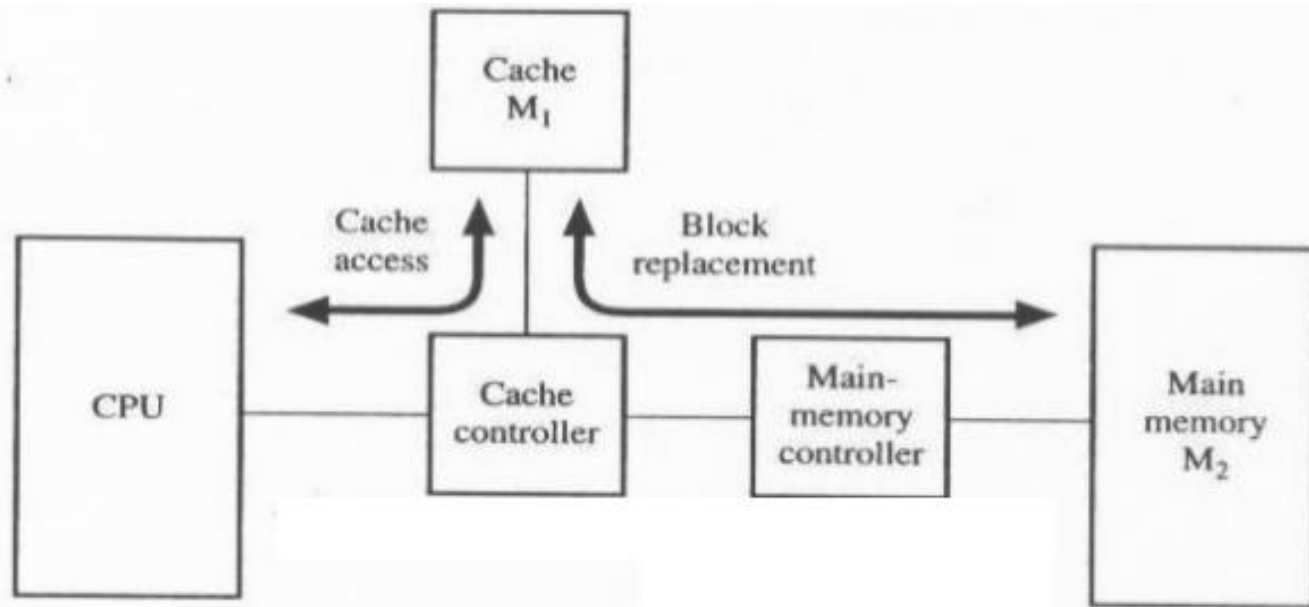 Cache
M₁
Cache
access
Block
replacement
CPU
Cache
controller
Main-
memory
controller
Main
memory
M₂